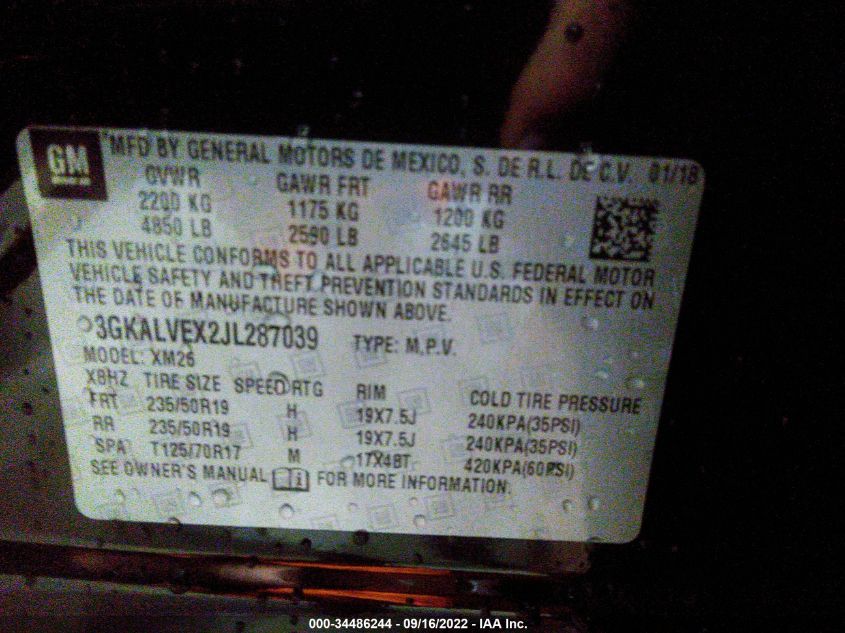 GM
MFD BY GENERAL MOTORS DE MEXICO, S. DE R.L. DE C.V. 01/18
GVWR GAWR FRT GAWR RR
2200 KG 1175 KG 1200 KG
4850 LB 2590 LB 2645 LB
THIS VEHICLE CONFORMS TO ALL APPLICABLE U.S. FEDERAL MOTOR
VEHICLE SAFETY AND THEFT PREVENTION STANDARDS IN EFFECT ON
THE DATE OF MANUFACTURE SHOWN ABOVE.
3GKALVEX2JL287039 TYPE: M.P.V.
MODEL: XM26
X8HZ TIRE SIZE SPEED RTG RIM COLD TIRE PRESSURE
FRT 235/50R19 H 19X7.5J 240KPA(35PSI)
RR 235/50R19 H 19X7.5J 240KPA(35PSI)
SPA T125/70R17 M 17X4BT 420KPA(60PSI)
SEE OWNER'S MANUAL FOR MORE INFORMATION.
000-34486244 - 09/16/2022 - IAA Inc.